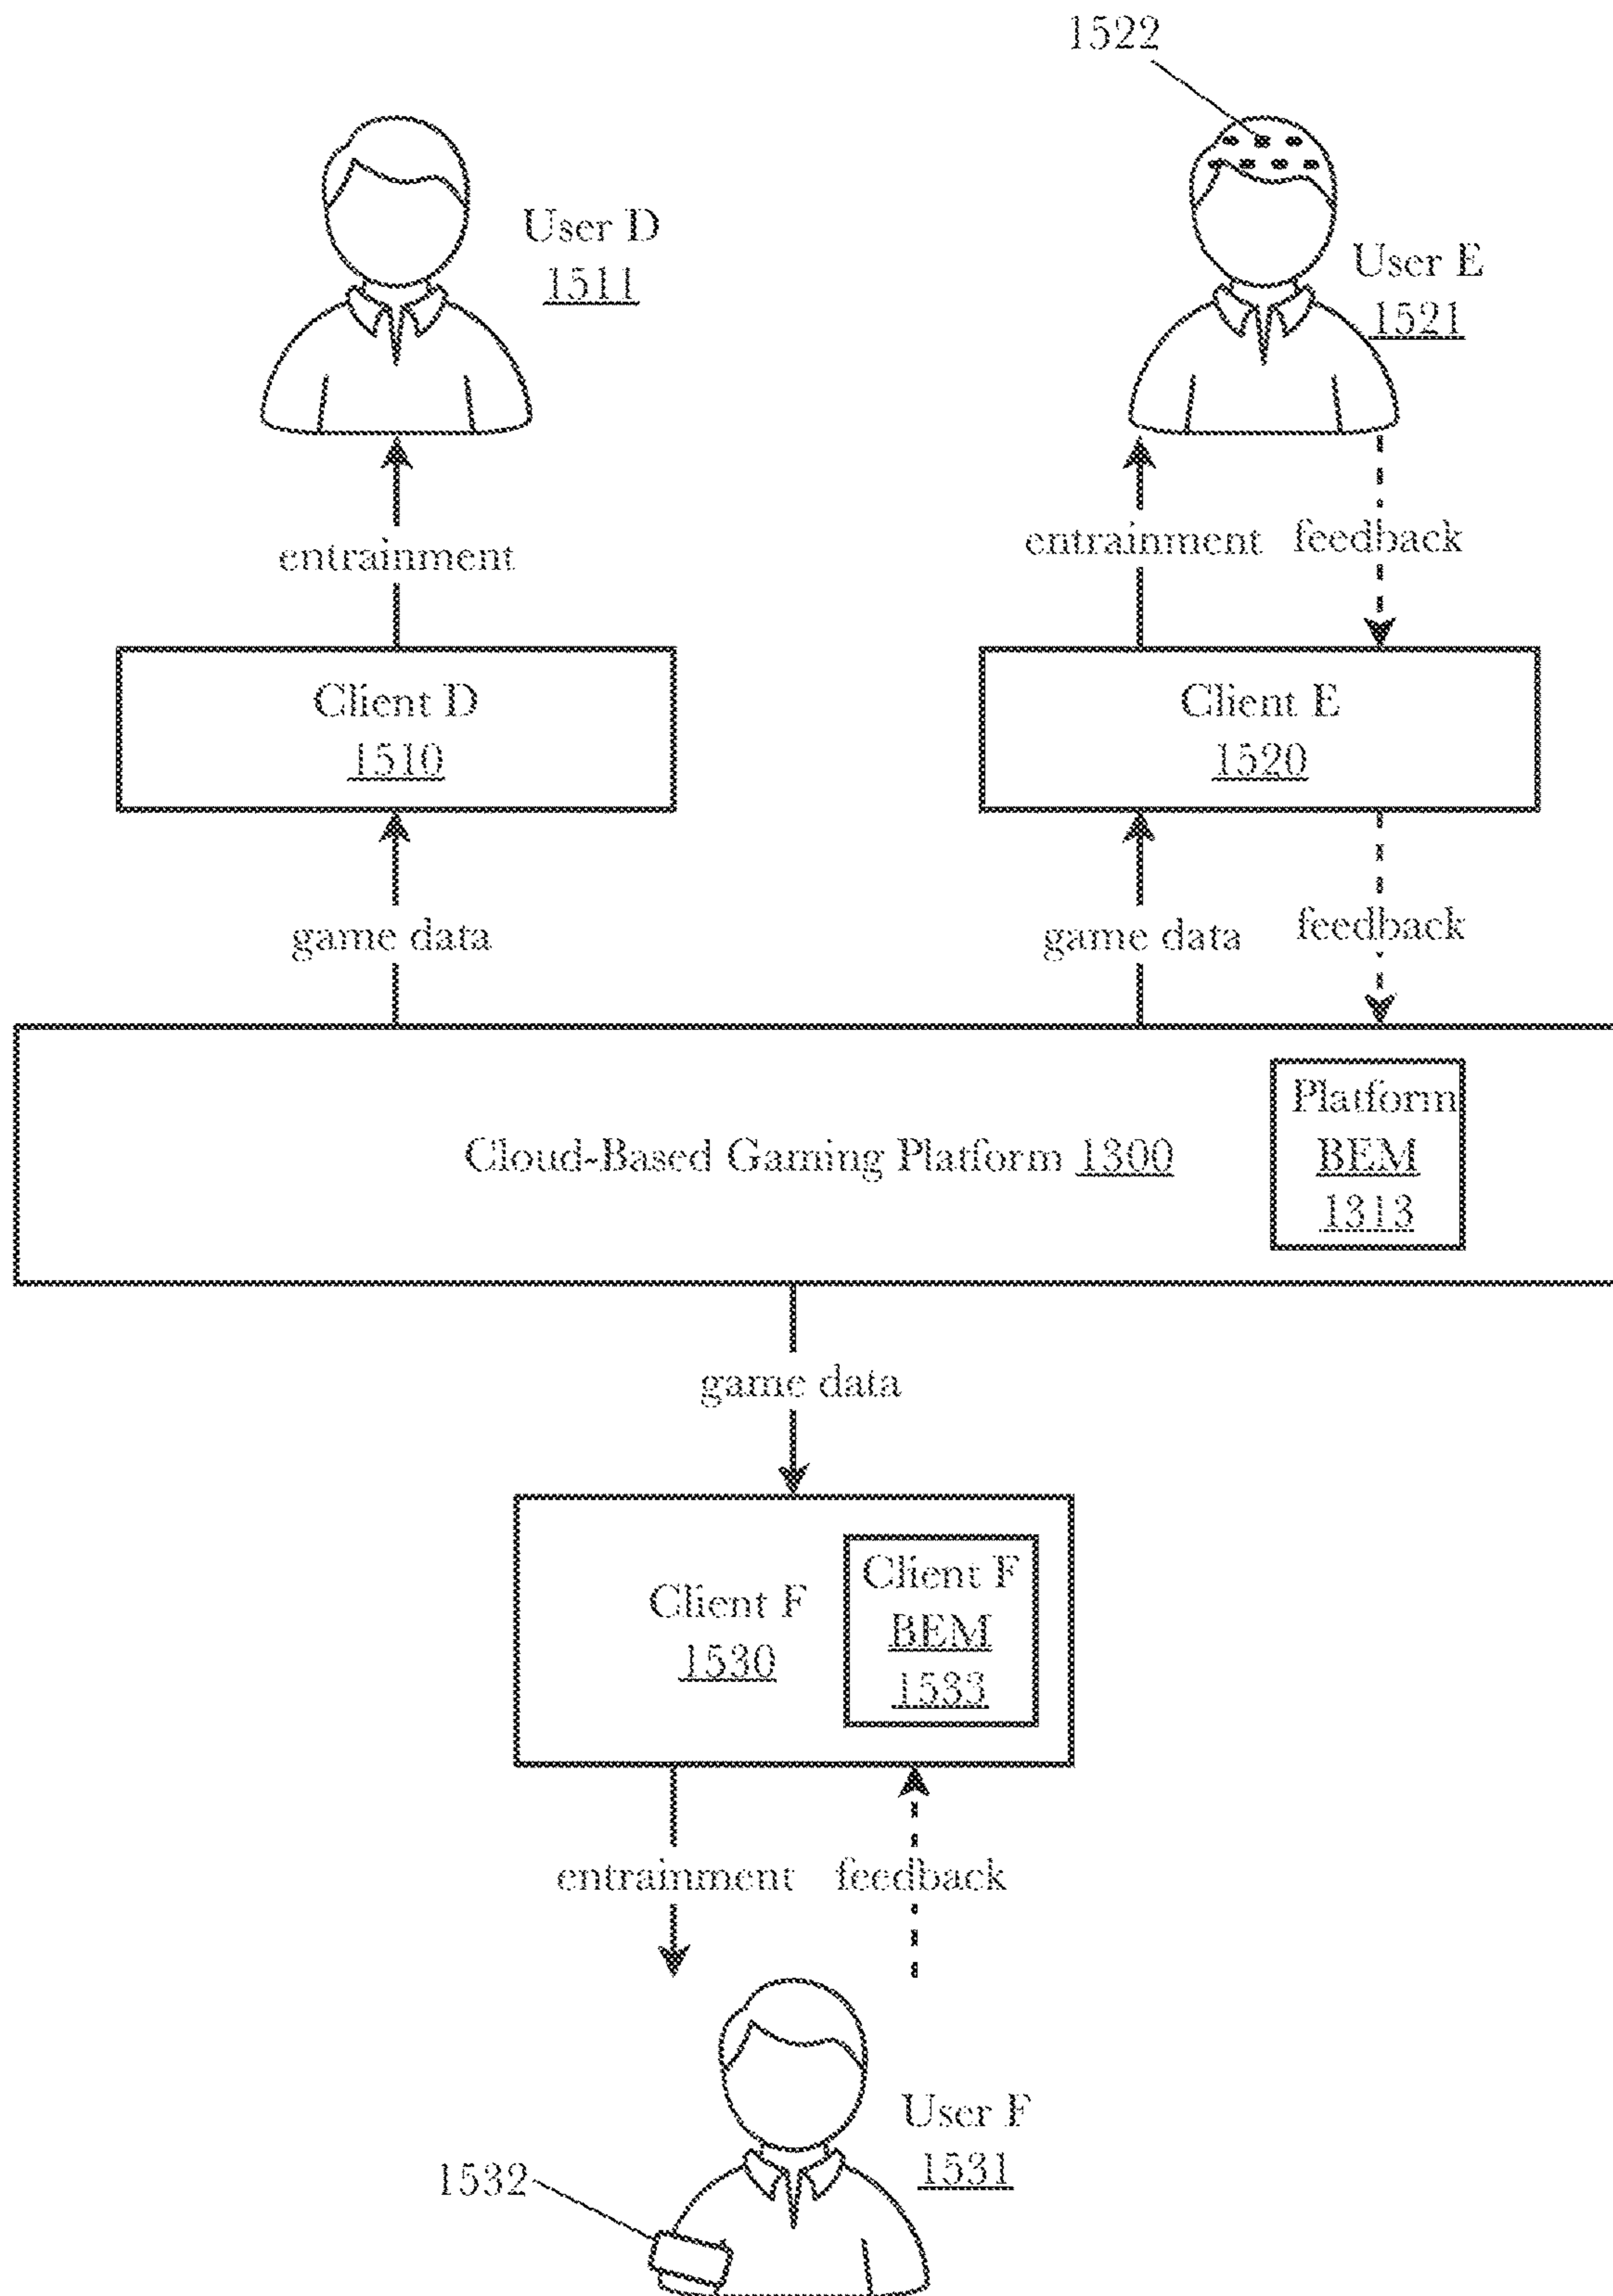 1522
User D
1511
User E
1521
entrainment
entrainment
feedback
Client D
1510
Client E
1520
game data
game data
feedback
Cloud-Based Gaming Platform 1300
Platform
BEM
1313
game data
Client F
1530
Client F
BEM
1533
entrainment
feedback
User F
1531
1532